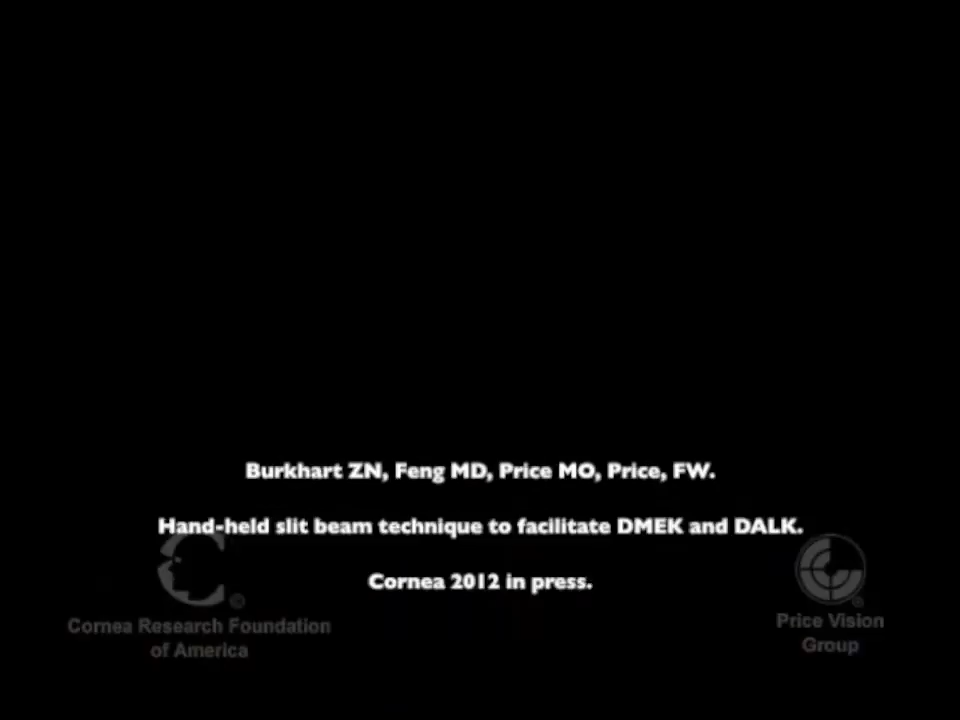 Burkhart ZN, Feng MD, Price MO, Price, FW.
Hand-held slit beam technique to facilitate DMEK and DALK.
Cornea 2012 in press.
Cornea Research Foundation
of America
Price Vision
Group